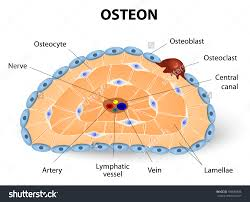 OSTEON
Osteoblast
Osteocyte
Osteoclast
Nerve
Central
canal
Artery
Lymphatic
vessel
Vein
Lamellae
shutterstock